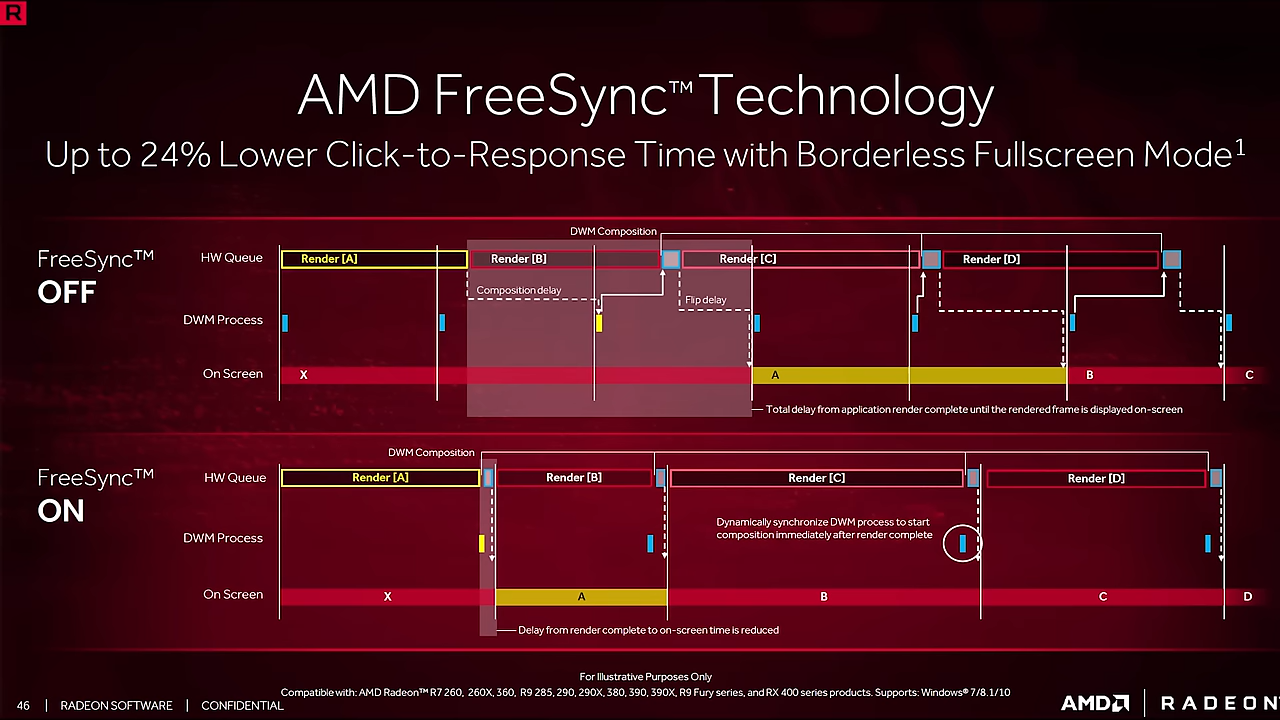 R
AMD FreeSync™ Technology
Up to 24% Lower Click-to-Response Time with Borderless Fullscreen Mode¹
FreeSync™
OFF
DWM Composition
HW Queue
Render [A]
Render [B]
Render [C]
Render [D]
Composition delay
Flip delay
DWM Process
On Screen
X
A
B
C
Total delay from application render complete until the rendered frame is displayed on-screen
FreeSync™
ON
DWM Composition
HW Queue
Render [A]
Render [B]
Render [C]
Render [D]
Dynamically synchronize DWM process to start
composition immediately after render complete
DWM Process
On Screen
X
A
B
C
D
Delay from render complete to on-screen time is reduced
For Illustrative Purposes Only
Compatible with: AMD Radeon™ R7 260, 260X, 360, R9 285, 290, 290X, 380, 390, 390X, R9 Fury series, and RX 400 series products. Supports: Windows® 7/8.1/10
46 | RADEON SOFTWARE | CONFIDENTIAL
AMD | RADEON